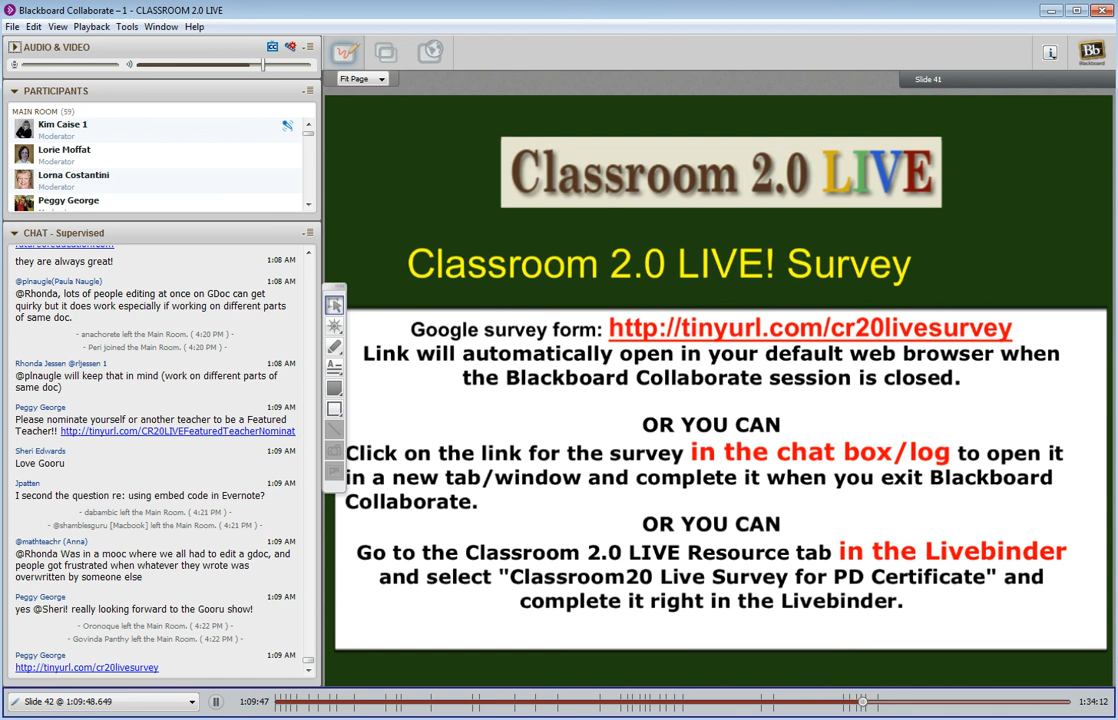 Blackboard Collaborate – 1 - CLASSROOM 2.0 LIVE
File Edit View Playback Tools Window Help
AUDIO & VIDEO
PARTICIPANTS
MAIN ROOM (59)
Kim Caise 1
Moderator
Lorie Moffat
Moderator
Lorna Costantini
Moderator
Peggy George
CHAT - Supervised
they are always great! 1:08 AM
@plnaugle(Paula Naugle) 1:08 AM
@Rhonda, lots of people editing at once on GDoc can get
quirky but it does work especially if working on different parts
of same doc.
- anachorete left the Main Room. ( 4:20 PM ) -
- Peri joined the Main Room. ( 4:20 PM ) -
Rhonda Jessen @rljessen 1 1:08 AM
@plnaugle will keep that in mind (work on different parts of
same doc)
Peggy George 1:09 AM
Please nominate yourself or another teacher to be a Featured
Teacher!! http://tinyurl.com/CR20LIVEFeaturedTeacherNominat
Sheri Edwards 1:09 AM
Love Gooru
Jpatten 1:09 AM
I second the question re: using embed code in Evernote?
- dabambic left the Main Room. ( 4:21 PM ) -
- @shamblesguru [Macbook] left the Main Room. ( 4:21 PM ) -
@mathteachr (Anna) 1:09 AM
@Rhonda Was in a mooc where we all had to edit a gdoc, and
people got frustrated when whatever they wrote was
overwritten by someone else
Peggy George 1:09 AM
yes @Sheri! really looking forward to the Gooru show!
- Oronoque left the Main Room. ( 4:22 PM ) -
- Govinda Panthy left the Main Room. ( 4:22 PM ) -
Peggy George 1:09 AM
http://tinyurl.com/cr20livesurvey
Fit Page
Slide 41
Bb
Blackboard
Classroom 2.0 LIVE
Classroom 2.0 LIVE! Survey
Google survey form: http://tinyurl.com/cr20livesurvey
Link will automatically open in your default web browser when
the Blackboard Collaborate session is closed.
OR YOU CAN
Click on the link for the survey in the chat box/log to open it
in a new tab/window and complete it when you exit Blackboard
Collaborate.
OR YOU CAN
Go to the Classroom 2.0 LIVE Resource tab in the Livebinder
and select "Classroom20 Live Survey for PD Certificate" and
complete it right in the Livebinder.
Slide 42 @ 1:09:48.649
1:09:47
1:34:12